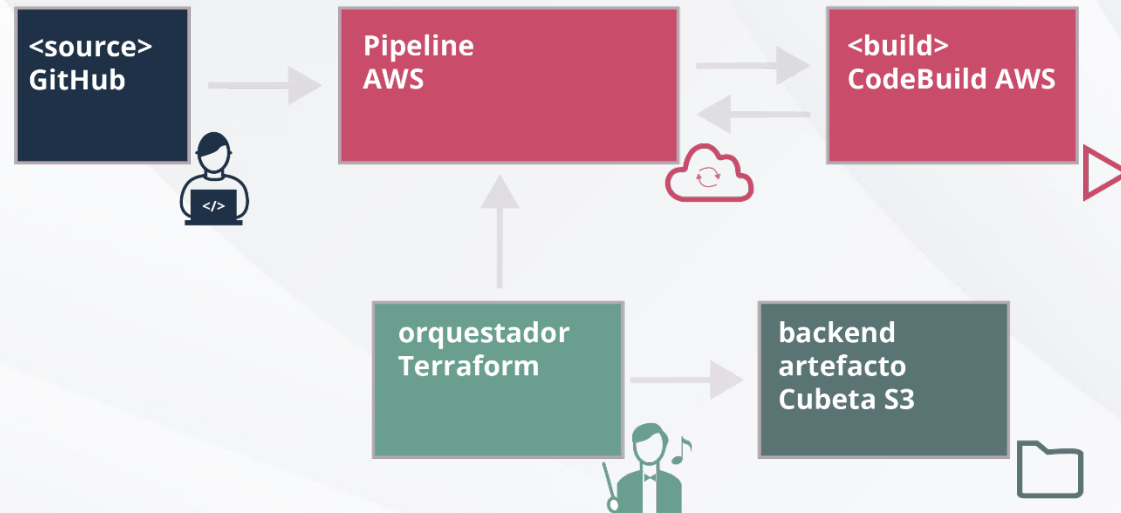 <source>
GitHub
Pipeline
AWS
<build>
CodeBuild AWS
</>
orquestador
Terraform
backend
artefacto
Cubeta S3